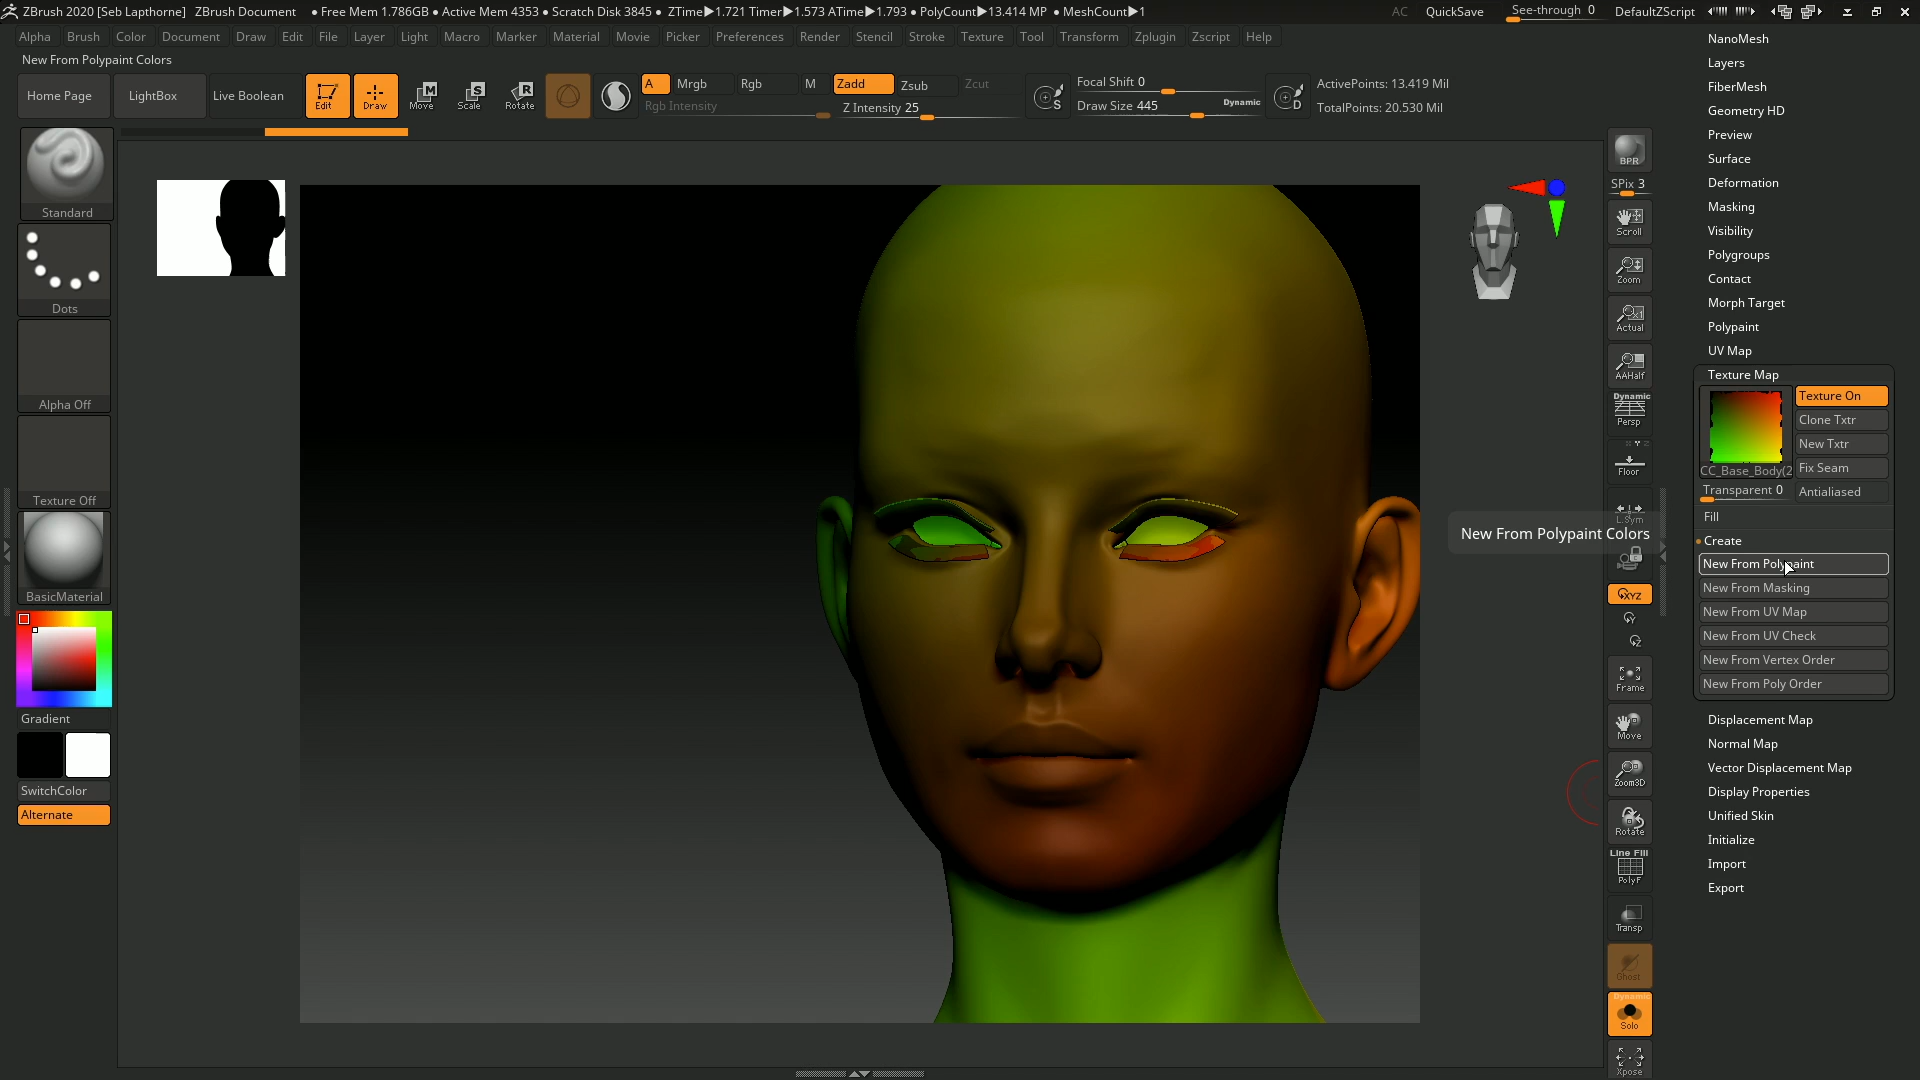 ZBrush 2020 [Seb Lapthorne] ZBrush Document • Free Mem 1.786GB • Active Mem 4353 • Scratch Disk 3845 • ZTime▶1.721 Timer▶1.573 ATime▶1.793 • PolyCount▶13.414 MP • MeshCount▶1 AC QuickSave See-through 0 DefaultZScript
Alpha Brush Color Document Draw Edit File Layer Light Macro Marker Material Movie Picker Preferences Render Stencil Stroke Texture Tool Transform Zplugin Zscript Help
New From Polypaint Colors
Home Page LightBox Live Boolean Edit Draw Move Scale Rotate
A Mrgb Rgb M Zadd Zsub Zcut
Rgb Intensity Z Intensity 25
S Focal Shift 0
Draw Size 445 Dynamic
D ActivePoints: 13.419 Mil
TotalPoints: 20.530 Mil
Standard
Dots
Alpha Off
Texture Off
BasicMaterial
Gradient
SwitchColor
Alternate
BPR
SPix 3
Scroll
Zoom
Actual
AAHalf
Dynamic
Persp
Floor
L.Sym
New From Polypaint Colors
XYZ
Y
Z
Frame
Move
Zoom3D
Rotate
Line Fill
PolyF
Transp
Ghost
Dynamic
Solo
Xpose
NanoMesh
Layers
FiberMesh
Geometry HD
Preview
Surface
Deformation
Masking
Visibility
Polygroups
Contact
Morph Target
Polypaint
UV Map
Texture Map
Texture On
Clone Txtr
New Txtr
CC_Base_Body(2 Fix Seam
Transparent 0 Antialiased
Fill
Create
New From Polypaint
New From Masking
New From UV Map
New From UV Check
New From Vertex Order
New From Poly Order
Displacement Map
Normal Map
Vector Displacement Map
Display Properties
Unified Skin
Initialize
Import
Export